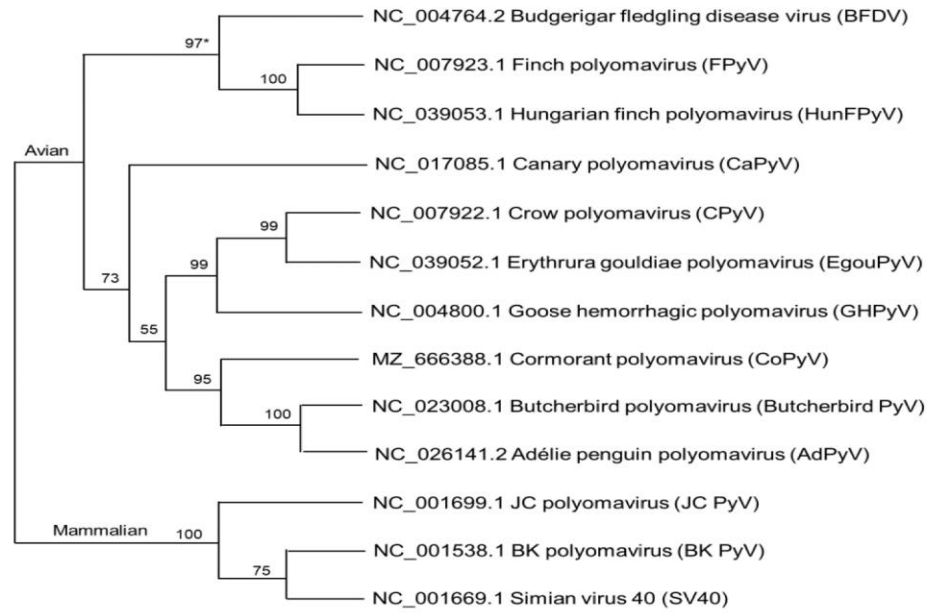 NC_004764.2 Budgerigar fledgling disease virus (BFDV)
97*
NC_007923.1 Finch polyomavirus (FPyV)
100
NC_039053.1 Hungarian finch polyomavirus (HunFPyV)
Avian
NC_017085.1 Canary polyomavirus (CaPyV)
NC_007922.1 Crow polyomavirus (CPyV)
99
NC_039052.1 Erythrura gouldiae polyomavirus (EgouPyV)
99
73
NC_004800.1 Goose hemorrhagic polyomavirus (GHPyV)
55
MZ_666388.1 Cormorant polyomavirus (CoPyV)
95
NC_023008.1 Butcherbird polyomavirus (Butcherbird PyV)
100
NC_026141.2 Adélie penguin polyomavirus (AdPyV)
NC_001699.1 JC polyomavirus (JC PyV)
Mammalian
100
NC_001538.1 BK polyomavirus (BK PyV)
75
NC_001669.1 Simian virus 40 (SV40)